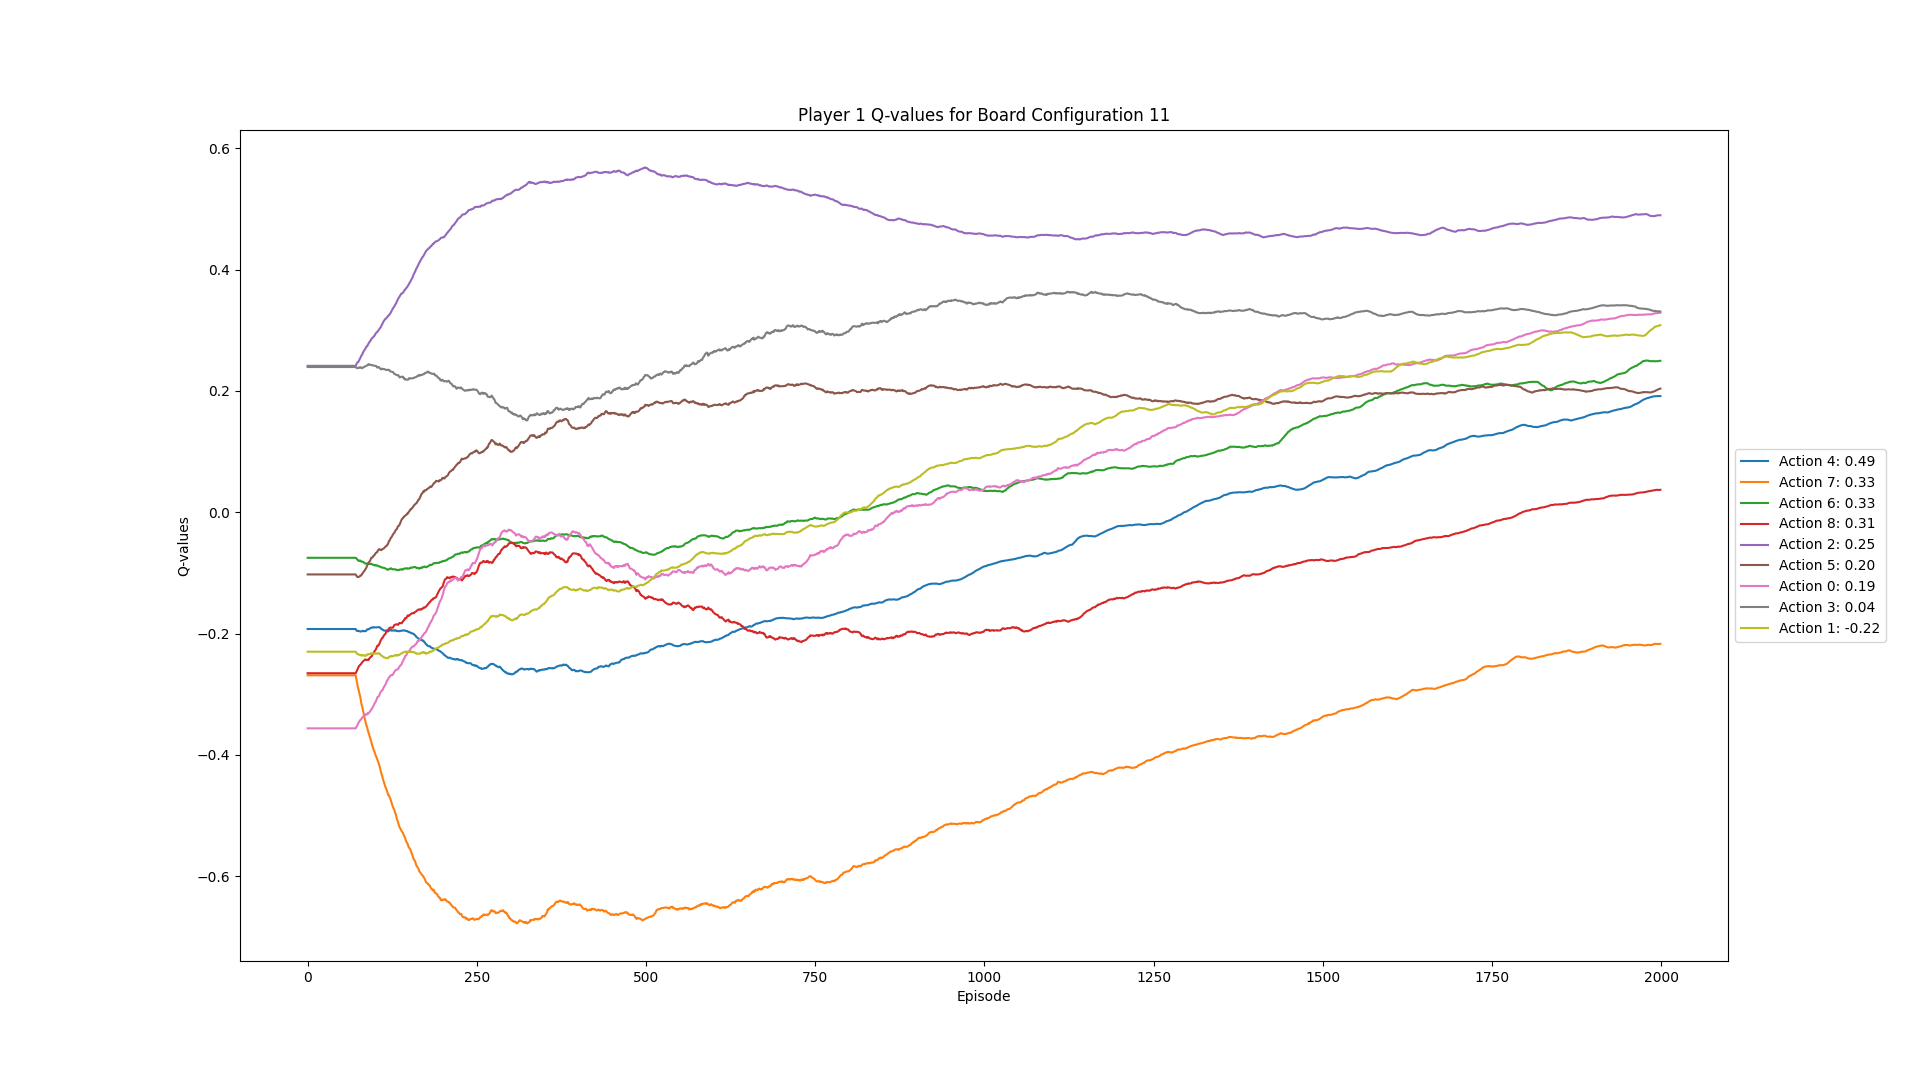 Player 1 Q-values for Board Configuration 11
0.6
0.4
0.2
0.0
−0.2
−0.4
−0.6
Q-values
0
250
500
750
1000
1250
1500
1750
2000
Episode
Action 4: 0.49
Action 7: 0.33
Action 6: 0.33
Action 8: 0.31
Action 2: 0.25
Action 5: 0.20
Action 0: 0.19
Action 3: 0.04
Action 1: -0.22